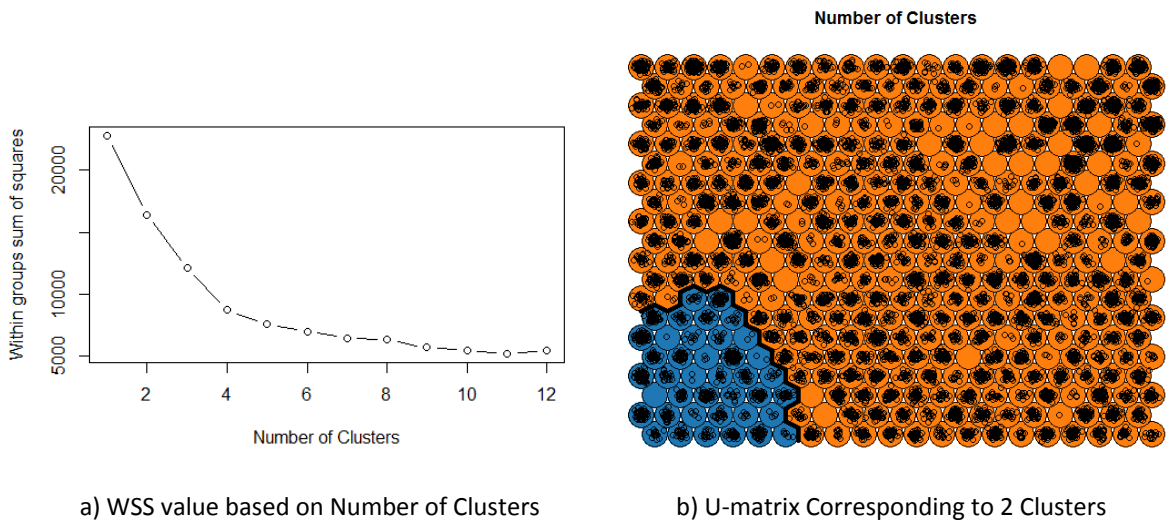 Within groups sum of squares
20000
10000
5000
2
4
6
8
10
12
Number of Clusters
a) WSS value based on Number of Clusters
Number of Clusters
b) U-matrix Corresponding to 2 Clusters